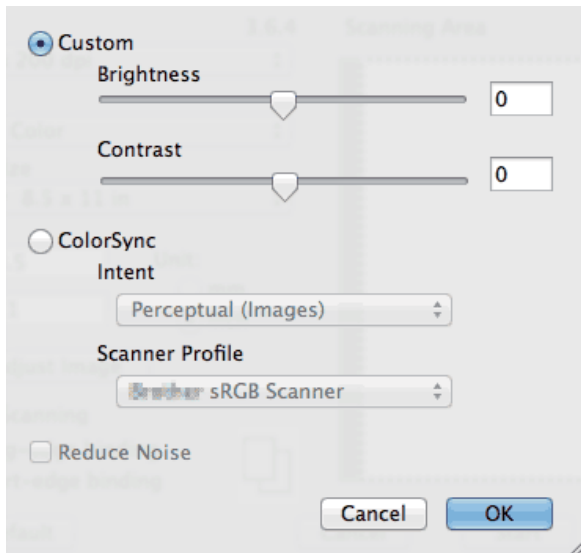 Custom
Brightness
0
Contrast
0
ColorSync
Intent
Perceptual (Images)
Scanner Profile
sRGB Scanner
Reduce Noise
Cancel
OK